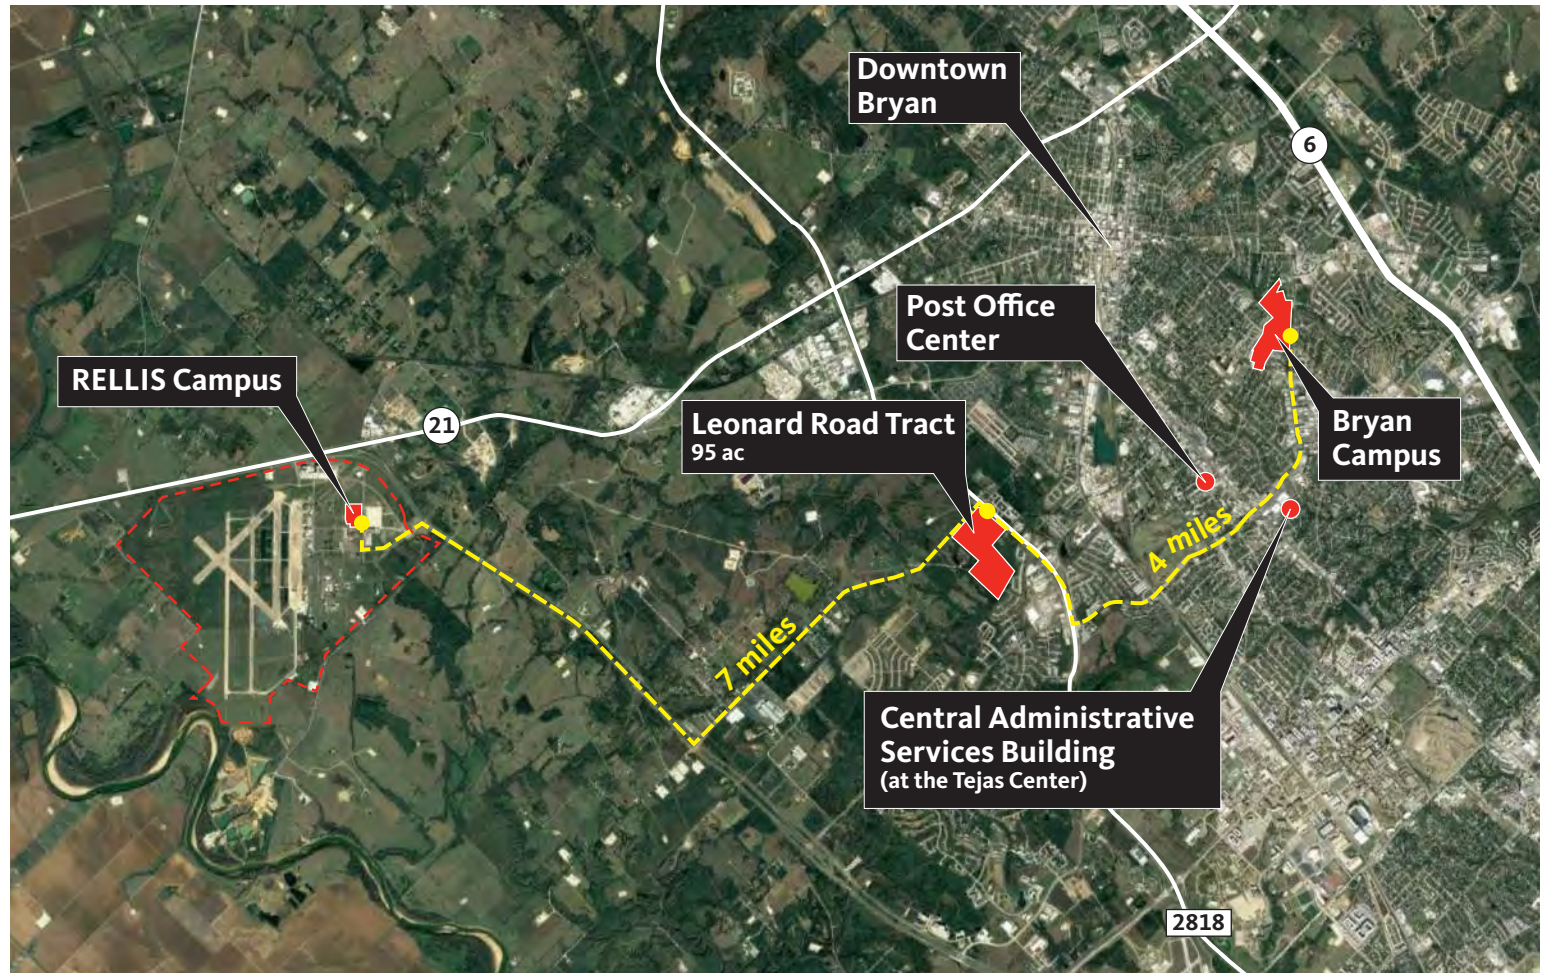 Downtown
Bryan
6
Post Office
Center
RELLIS Campus
21
Leonard Road Tract
95 ac
Bryan
Campus
4 miles
7 miles
Central Administrative
Services Building
(at the Tejas Center)
2818